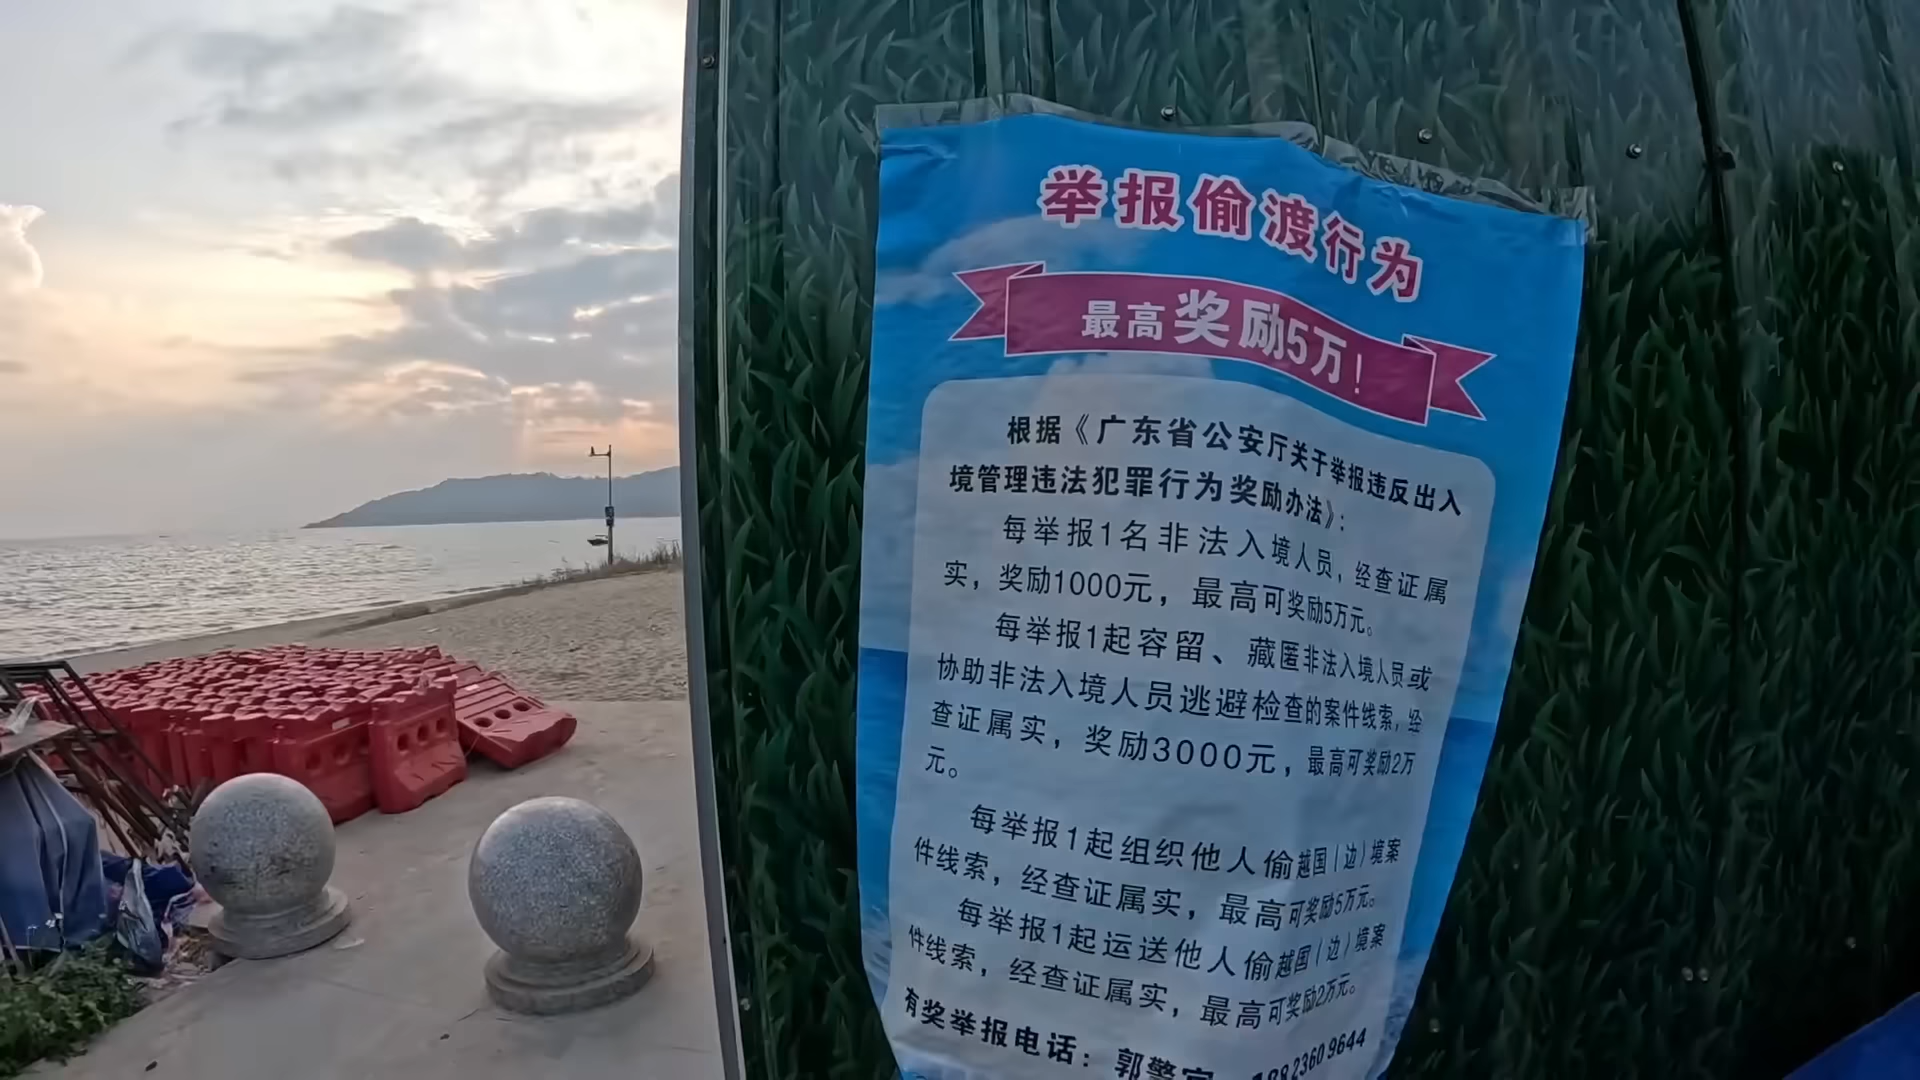 举报偷渡行为
最高奖励5万！
根据《广东省公安厅关于举报违反出入
境管理违法犯罪行为奖励办法》：
每举报1名非法入境人员，经查证属
实，奖励1000元，最高可奖励5万元。
每举报1起容留、藏匿非法入境人员或
协助非法入境人员逃避检查的案件线索，经
查证属实，奖励3000元，最高可奖励2万
元。
每举报1起组织他人偷越国（边）境案
件线索，经查证属实，最高可奖励5万元。
每举报1起运送他人偷越国（边）境案
件线索，经查证属实，最高可奖励2万元。
有奖举报电话：郭警官